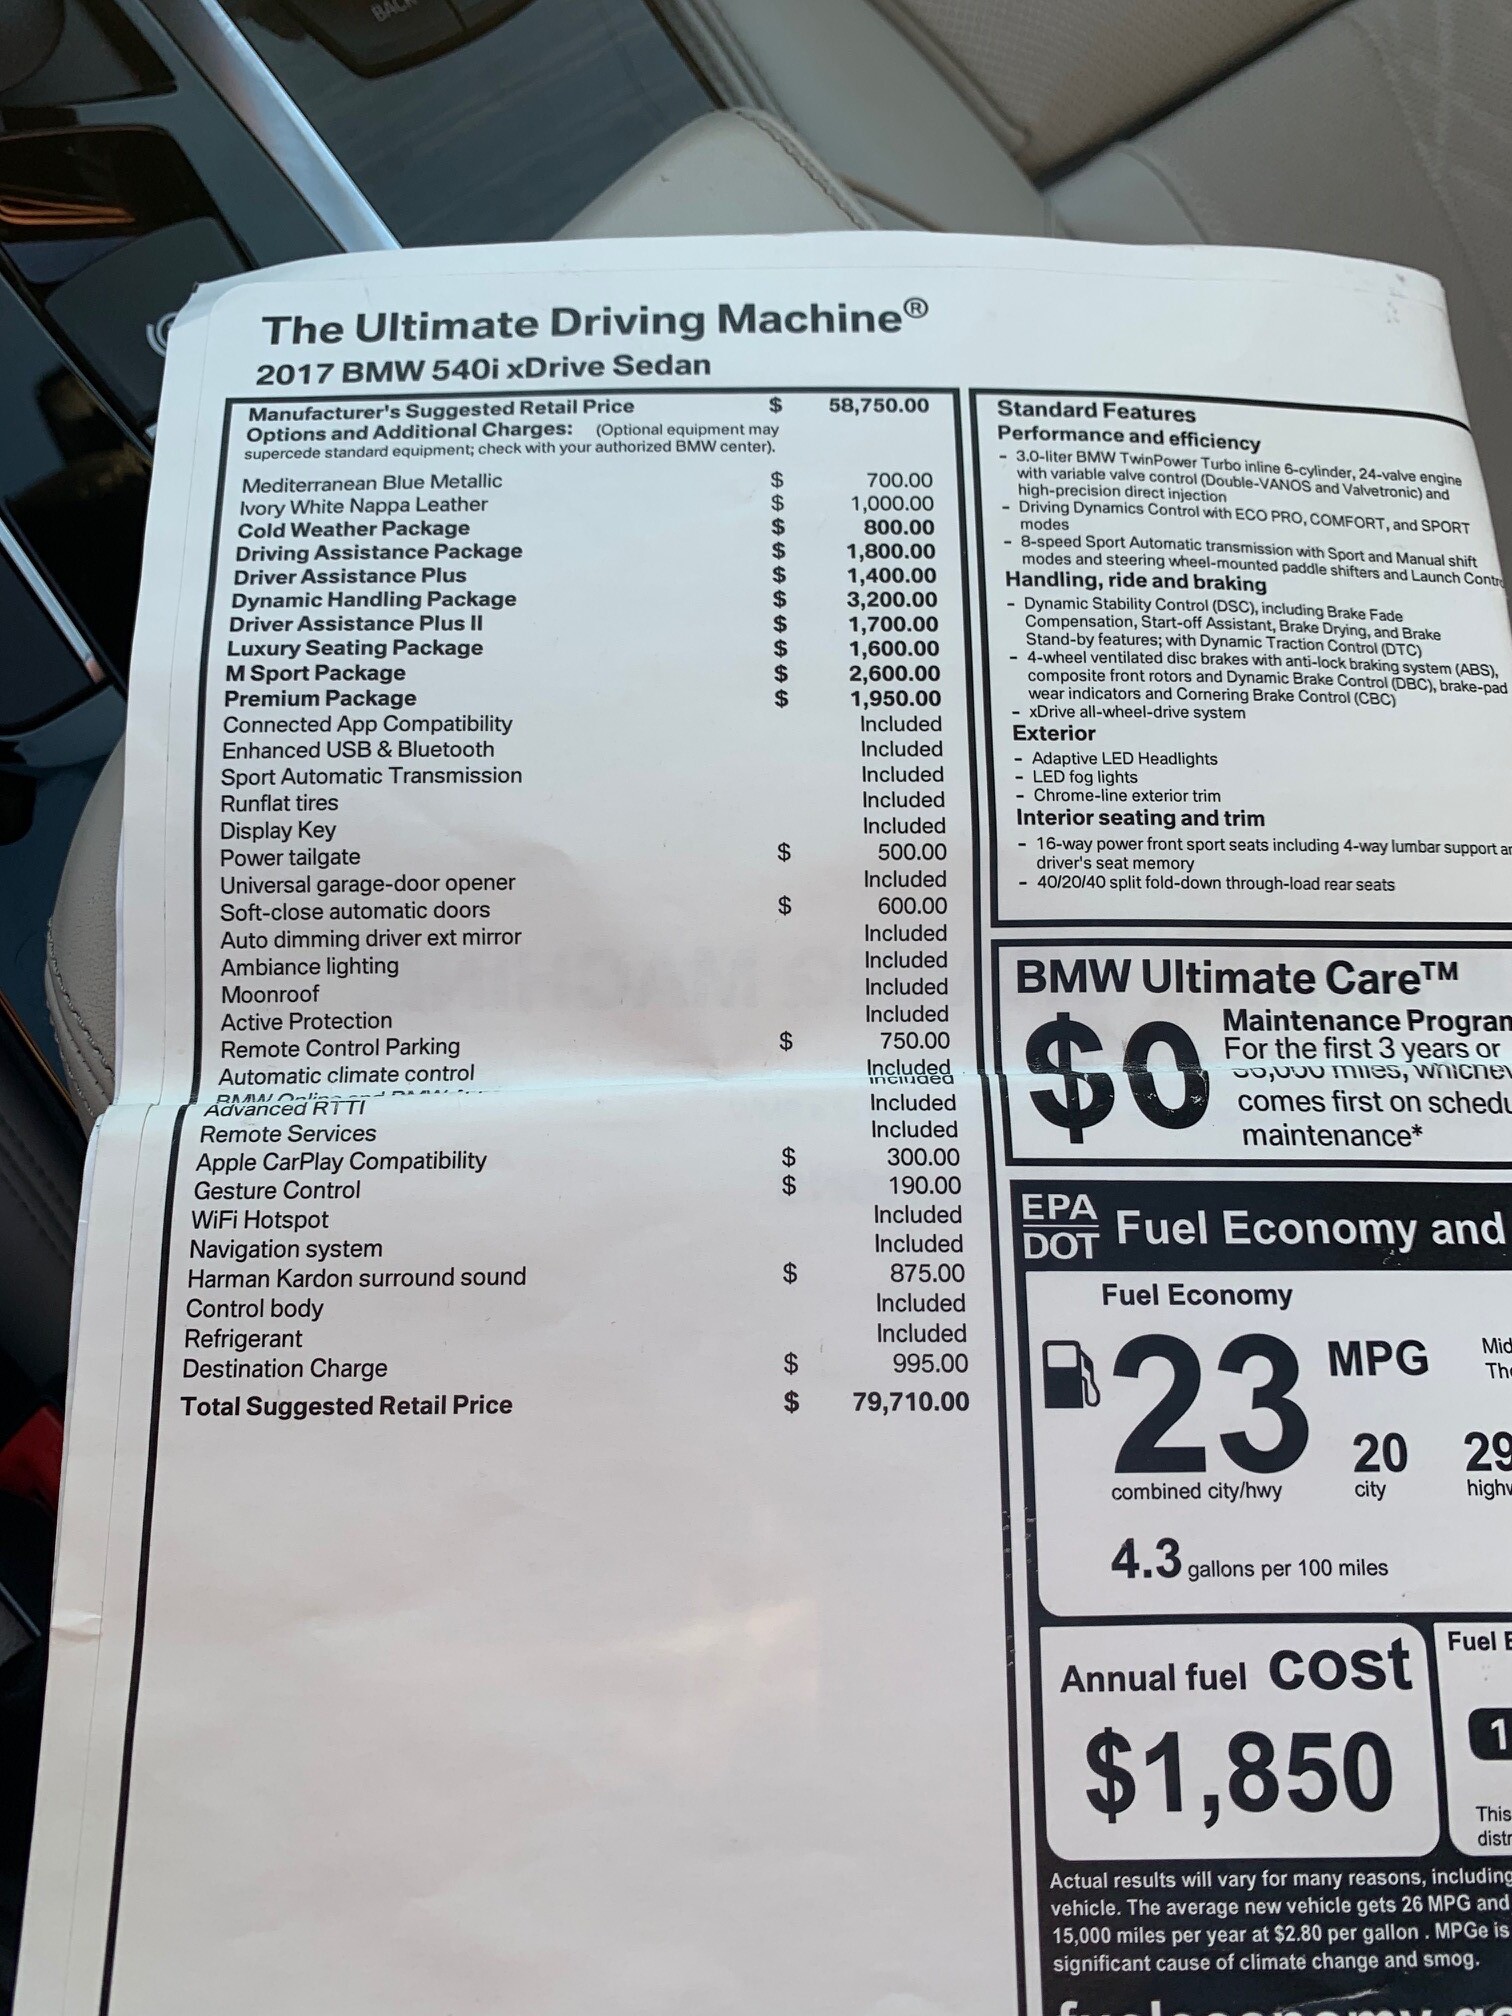 BACK
The Ultimate Driving Machine®
2017 BMW 540i xDrive Sedan
Manufacturer's Suggested Retail Price $ 58,750.00
Options and Additional Charges: (Optional equipment may
supercede standard equipment; check with your authorized BMW center).
Mediterranean Blue Metallic $ 700.00
Ivory White Nappa Leather $ 1,000.00
Cold Weather Package $ 800.00
Driving Assistance Package $ 1,800.00
Driver Assistance Plus $ 1,400.00
Dynamic Handling Package $ 3,200.00
Driver Assistance Plus II $ 1,700.00
Luxury Seating Package $ 1,600.00
M Sport Package $ 2,600.00
Premium Package $ 1,950.00
Connected App Compatibility Included
Enhanced USB & Bluetooth Included
Sport Automatic Transmission Included
Runflat tires Included
Display Key Included
Power tailgate $ 500.00
Universal garage-door opener Included
Soft-close automatic doors $ 600.00
Auto dimming driver ext mirror Included
Ambiance lighting Included
Moonroof Included
Active Protection Included
Remote Control Parking $ 750.00
Automatic climate control Included
BMW Online and Included
Advanced RTTI Included
Remote Services Included
Apple CarPlay Compatibility $ 300.00
Gesture Control $ 190.00
WiFi Hotspot Included
Navigation system Included
Harman Kardon surround sound $ 875.00
Control body Included
Refrigerant Included
Destination Charge $ 995.00
Total Suggested Retail Price $ 79,710.00
Standard Features
Performance and efficiency
- 3.0-liter BMW TwinPower Turbo inline 6-cylinder, 24-valve engine
with variable valve control (Double-VANOS and Valvetronic) and
high-precision direct injection
- Driving Dynamics Control with ECO PRO, COMFORT, and SPORT
modes
- 8-speed Sport Automatic transmission with Sport and Manual shift
modes and steering wheel-mounted paddle shifters and Launch Contro
Handling, ride and braking
- Dynamic Stability Control (DSC), including Brake Fade
Compensation, Start-off Assistant, Brake Drying, and Brake
Stand-by features; with Dynamic Traction Control (DTC)
- 4-wheel ventilated disc brakes with anti-lock braking system (ABS),
composite front rotors and Dynamic Brake Control (DBC), brake-pad
wear indicators and Cornering Brake Control (CBC)
- xDrive all-wheel-drive system
Exterior
- Adaptive LED Headlights
- LED fog lights
- Chrome-line exterior trim
Interior seating and trim
- 16-way power front sport seats including 4-way lumbar support an
driver's seat memory
- 40/20/40 split fold-down through-load rear seats
BMW Ultimate Care™
$0
Maintenance Program
For the first 3 years or
miles, whichev
comes first on schedu
maintenance*
EPA
DOT
Fuel Economy and
Fuel Economy
23 MPG
combined city/hwy
20
city
29
highw
Mid
The
4.3 gallons per 100 miles
Annual fuel cost
$1,850
Fuel E
1
This
distr
Actual results will vary for many reasons, including
vehicle. The average new vehicle gets 26 MPG and
15,000 miles per year at $2.80 per gallon . MPGe is
significant cause of climate change and smog.